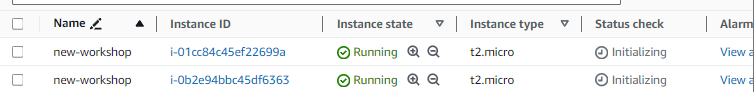 Name Instance ID Instance state Instance type Status check Alarm
new-workshop i-01cc84c45ef22699a Running t2.micro Initializing View a
new-workshop i-0b2e94bbc45df6363 Running t2.micro Initializing View a